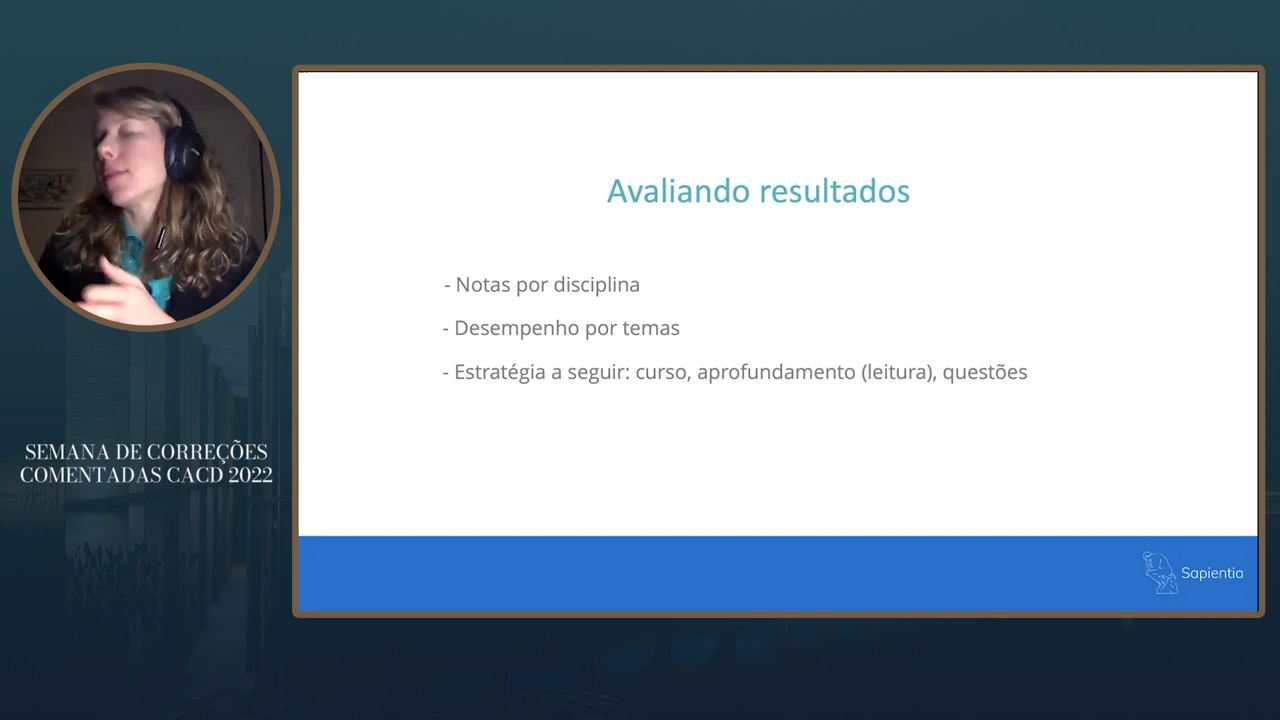 Avaliando resultados
- Notas por disciplina
- Desempenho por temas
- Estratégia a seguir: curso, aprofundamento (leitura), questões
SEMANA DE CORREÇÕES
COMENTADAS CACD 2022
Sapientia